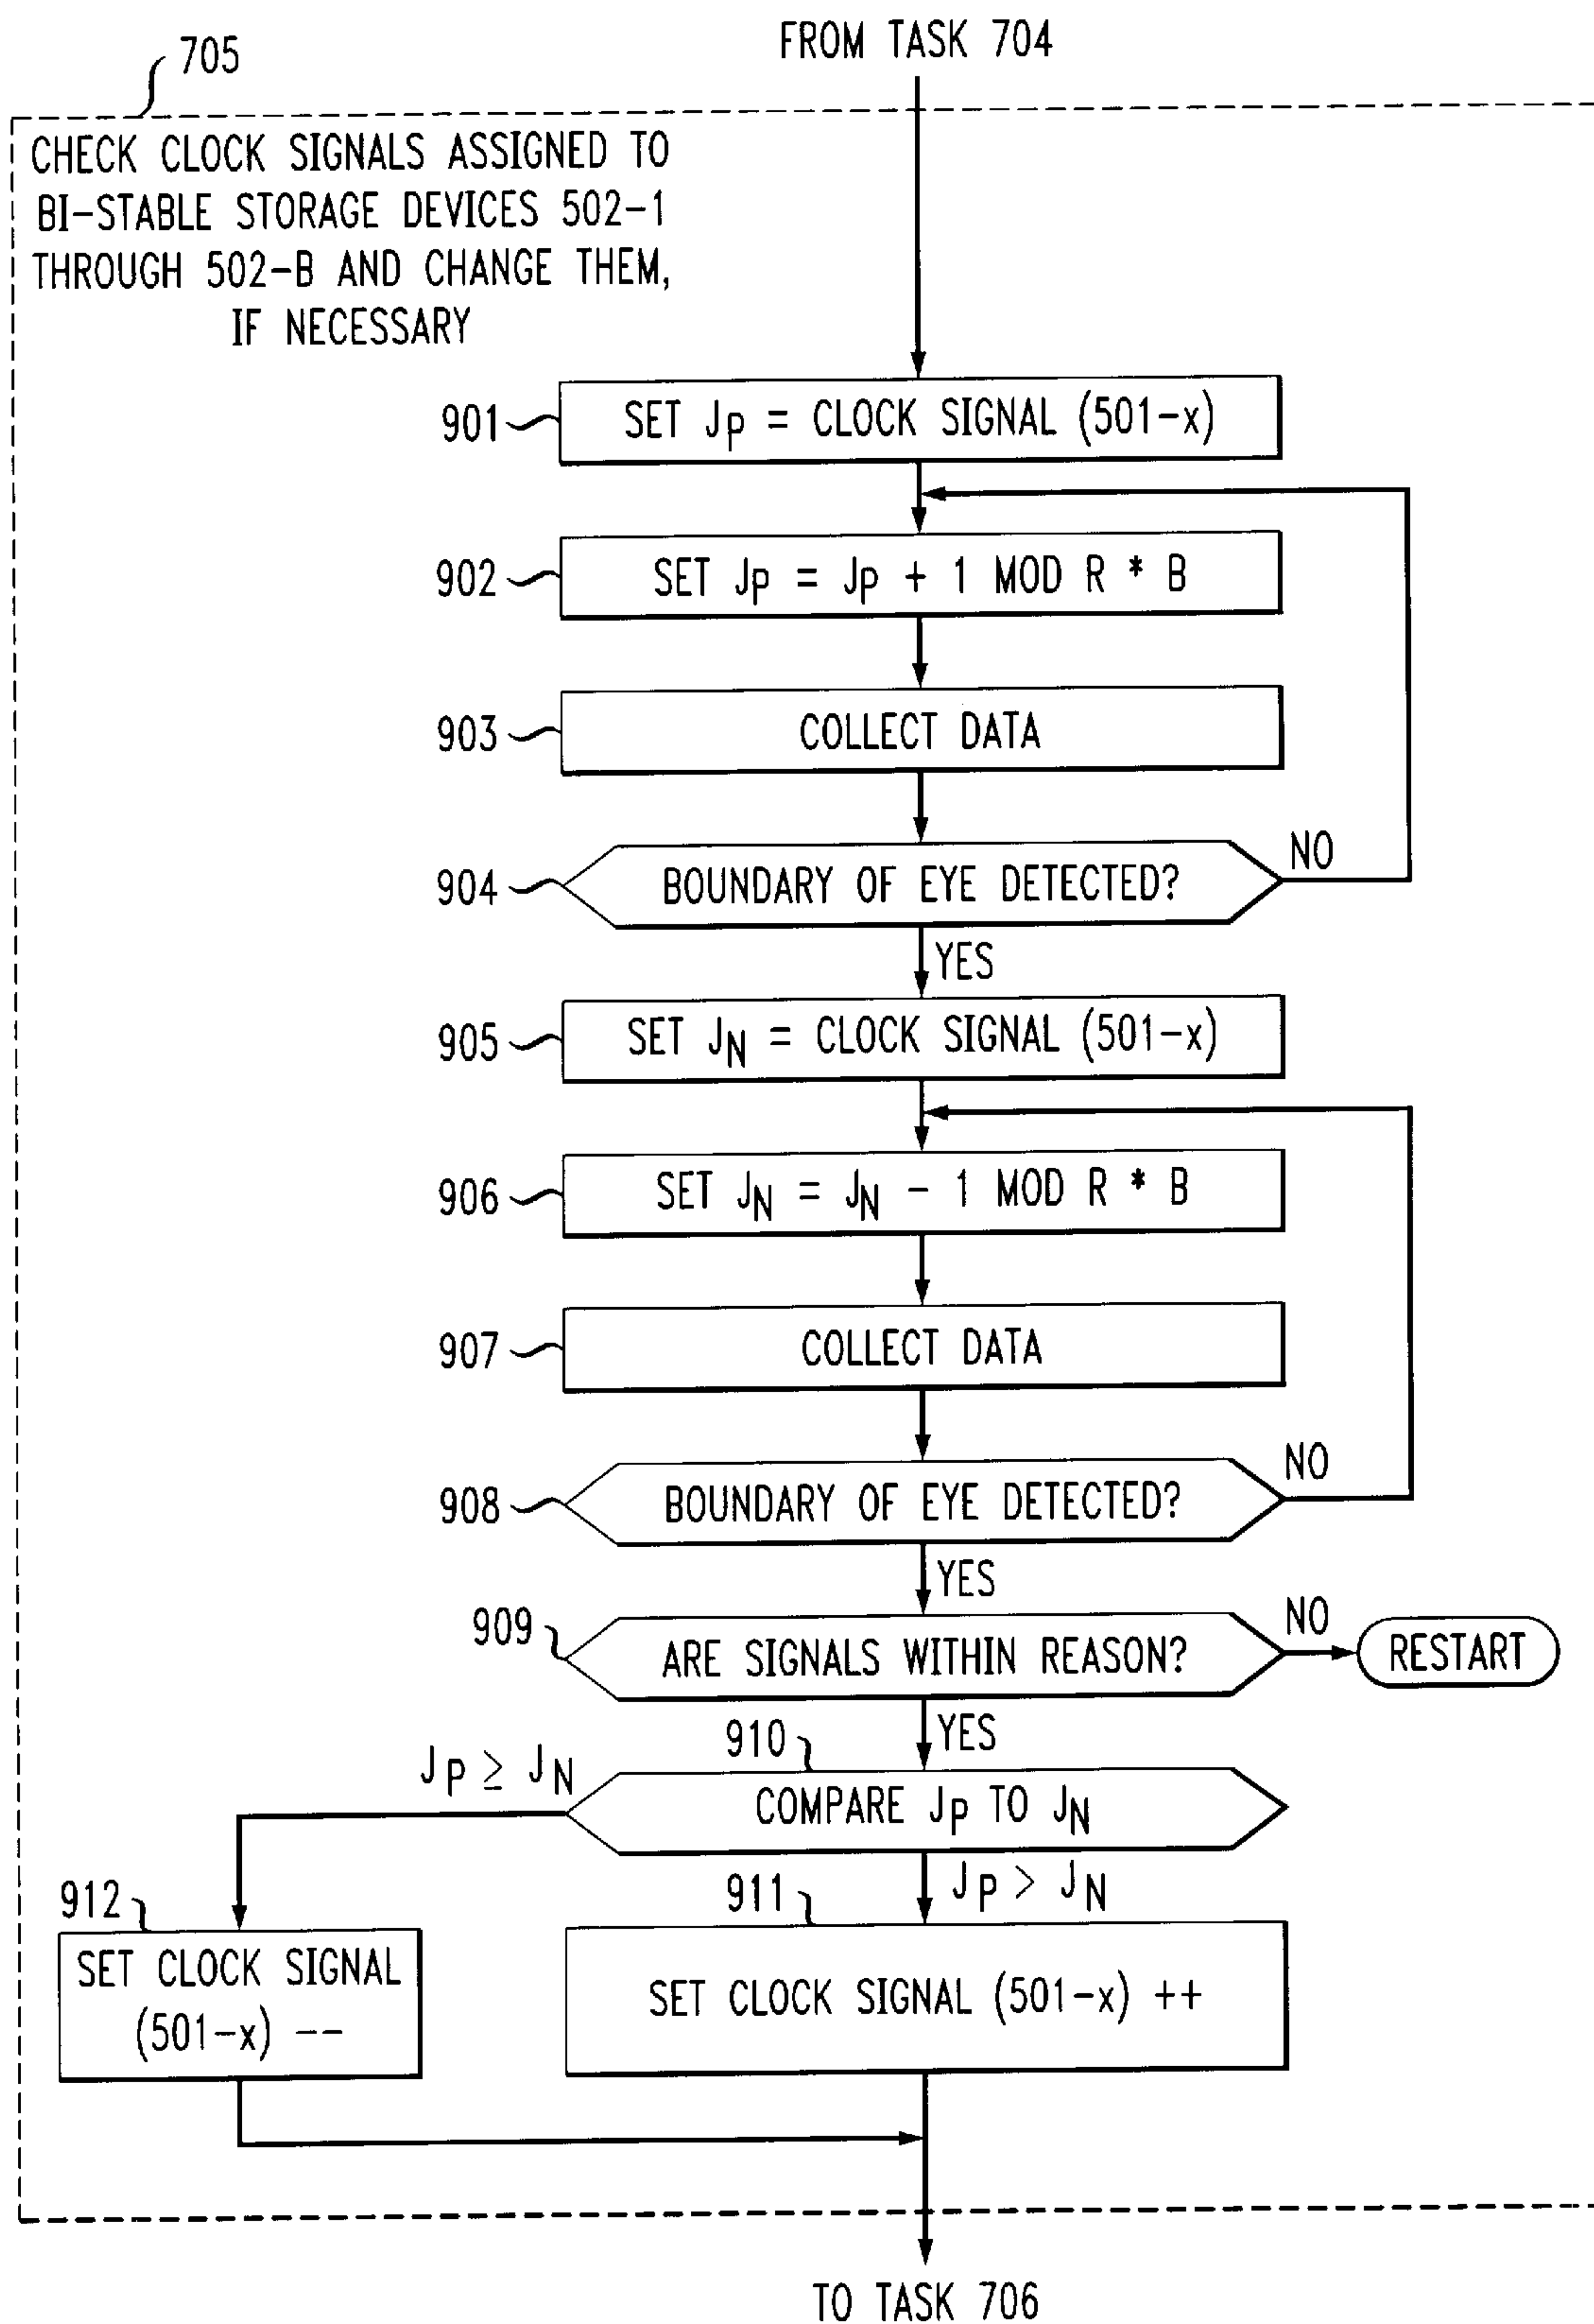 FROM TASK 704
705
CHECK CLOCK SIGNALS ASSIGNED TO
BI-STABLE STORAGE DEVICES 502-1
THROUGH 502-B AND CHANGE THEM,
IF NECESSARY
901
SET JP = CLOCK SIGNAL (501-x)
902
SET JP = JP + 1 MOD R * B
903
COLLECT DATA
904
BOUNDARY OF EYE DETECTED?
NO
YES
905
SET JN = CLOCK SIGNAL (501-x)
906
SET JN = JN - 1 MOD R * B
907
COLLECT DATA
908
BOUNDARY OF EYE DETECTED?
NO
YES
909
ARE SIGNALS WITHIN REASON?
NO
RESTART
YES
910
COMPARE JP TO JN
JP ≥ JN
JP > JN
912
SET CLOCK SIGNAL
(501-x) --
911
SET CLOCK SIGNAL (501-x) ++
TO TASK 706